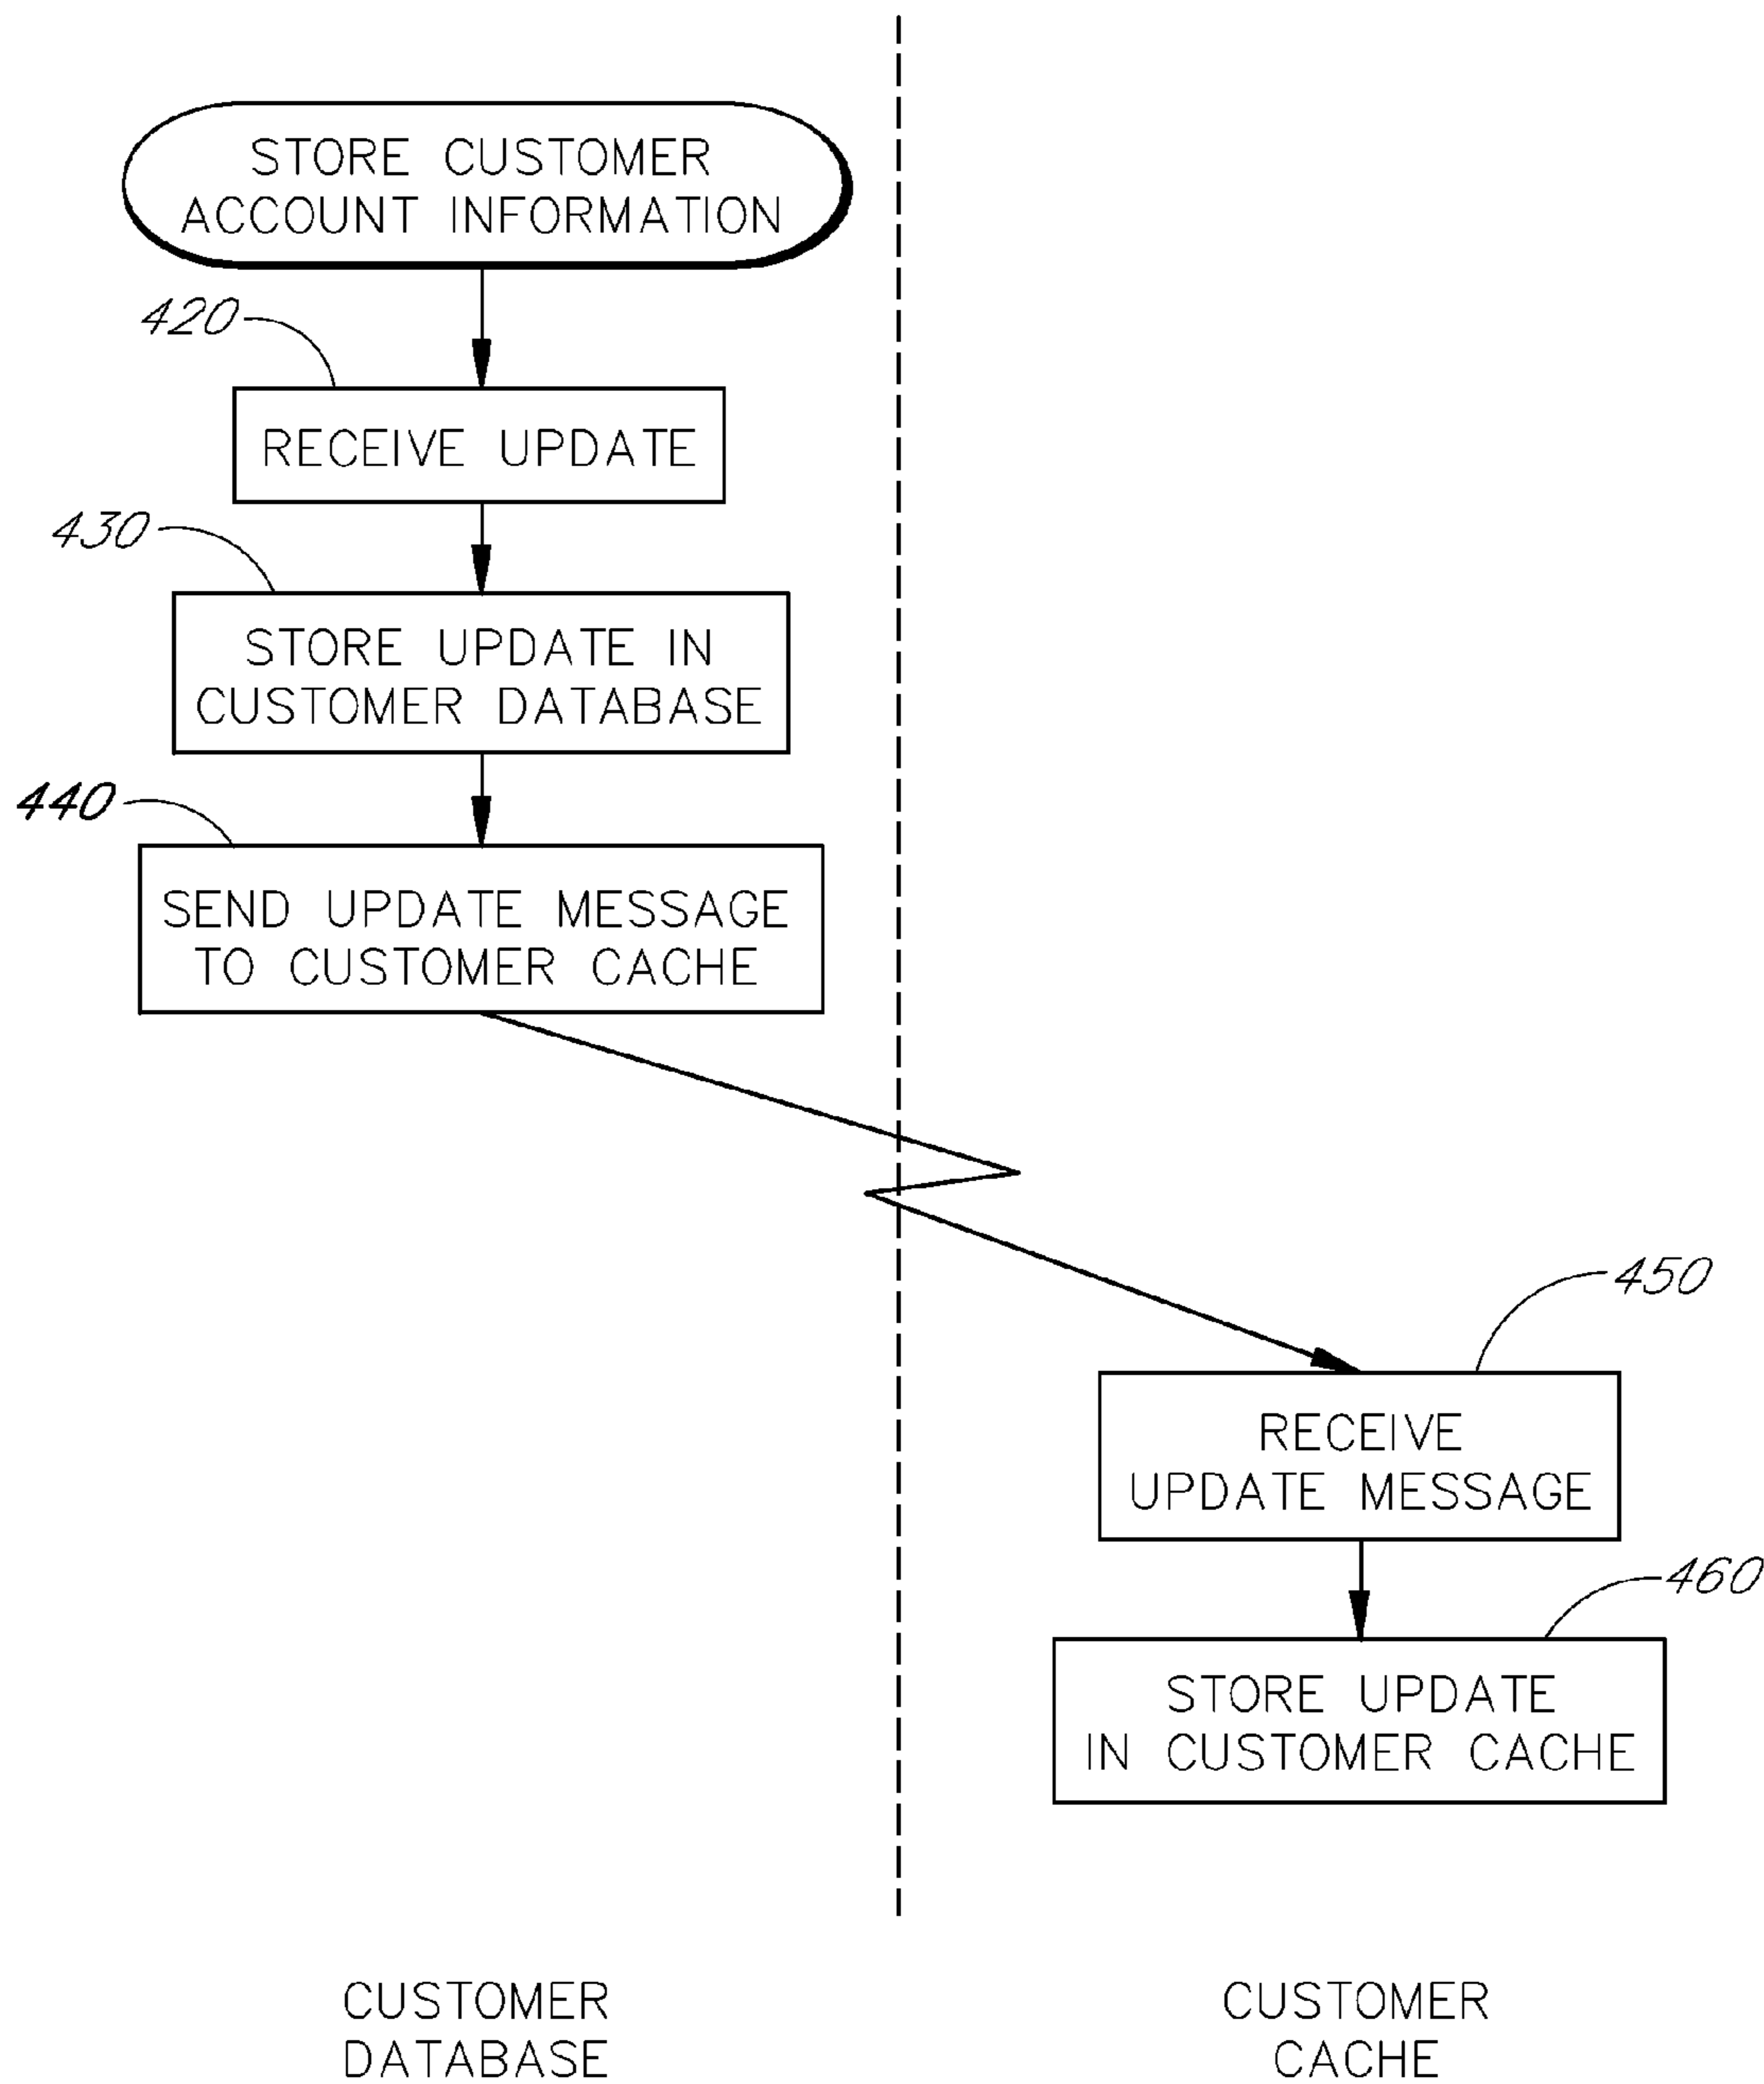 STORE CUSTOMER
ACCOUNT INFORMATION
420
RECEIVE UPDATE
430
STORE UPDATE IN
CUSTOMER DATABASE
440
SEND UPDATE MESSAGE
TO CUSTOMER CACHE
450
RECEIVE
UPDATE MESSAGE
460
STORE UPDATE
IN CUSTOMER CACHE
CUSTOMER
DATABASE
CUSTOMER
CACHE